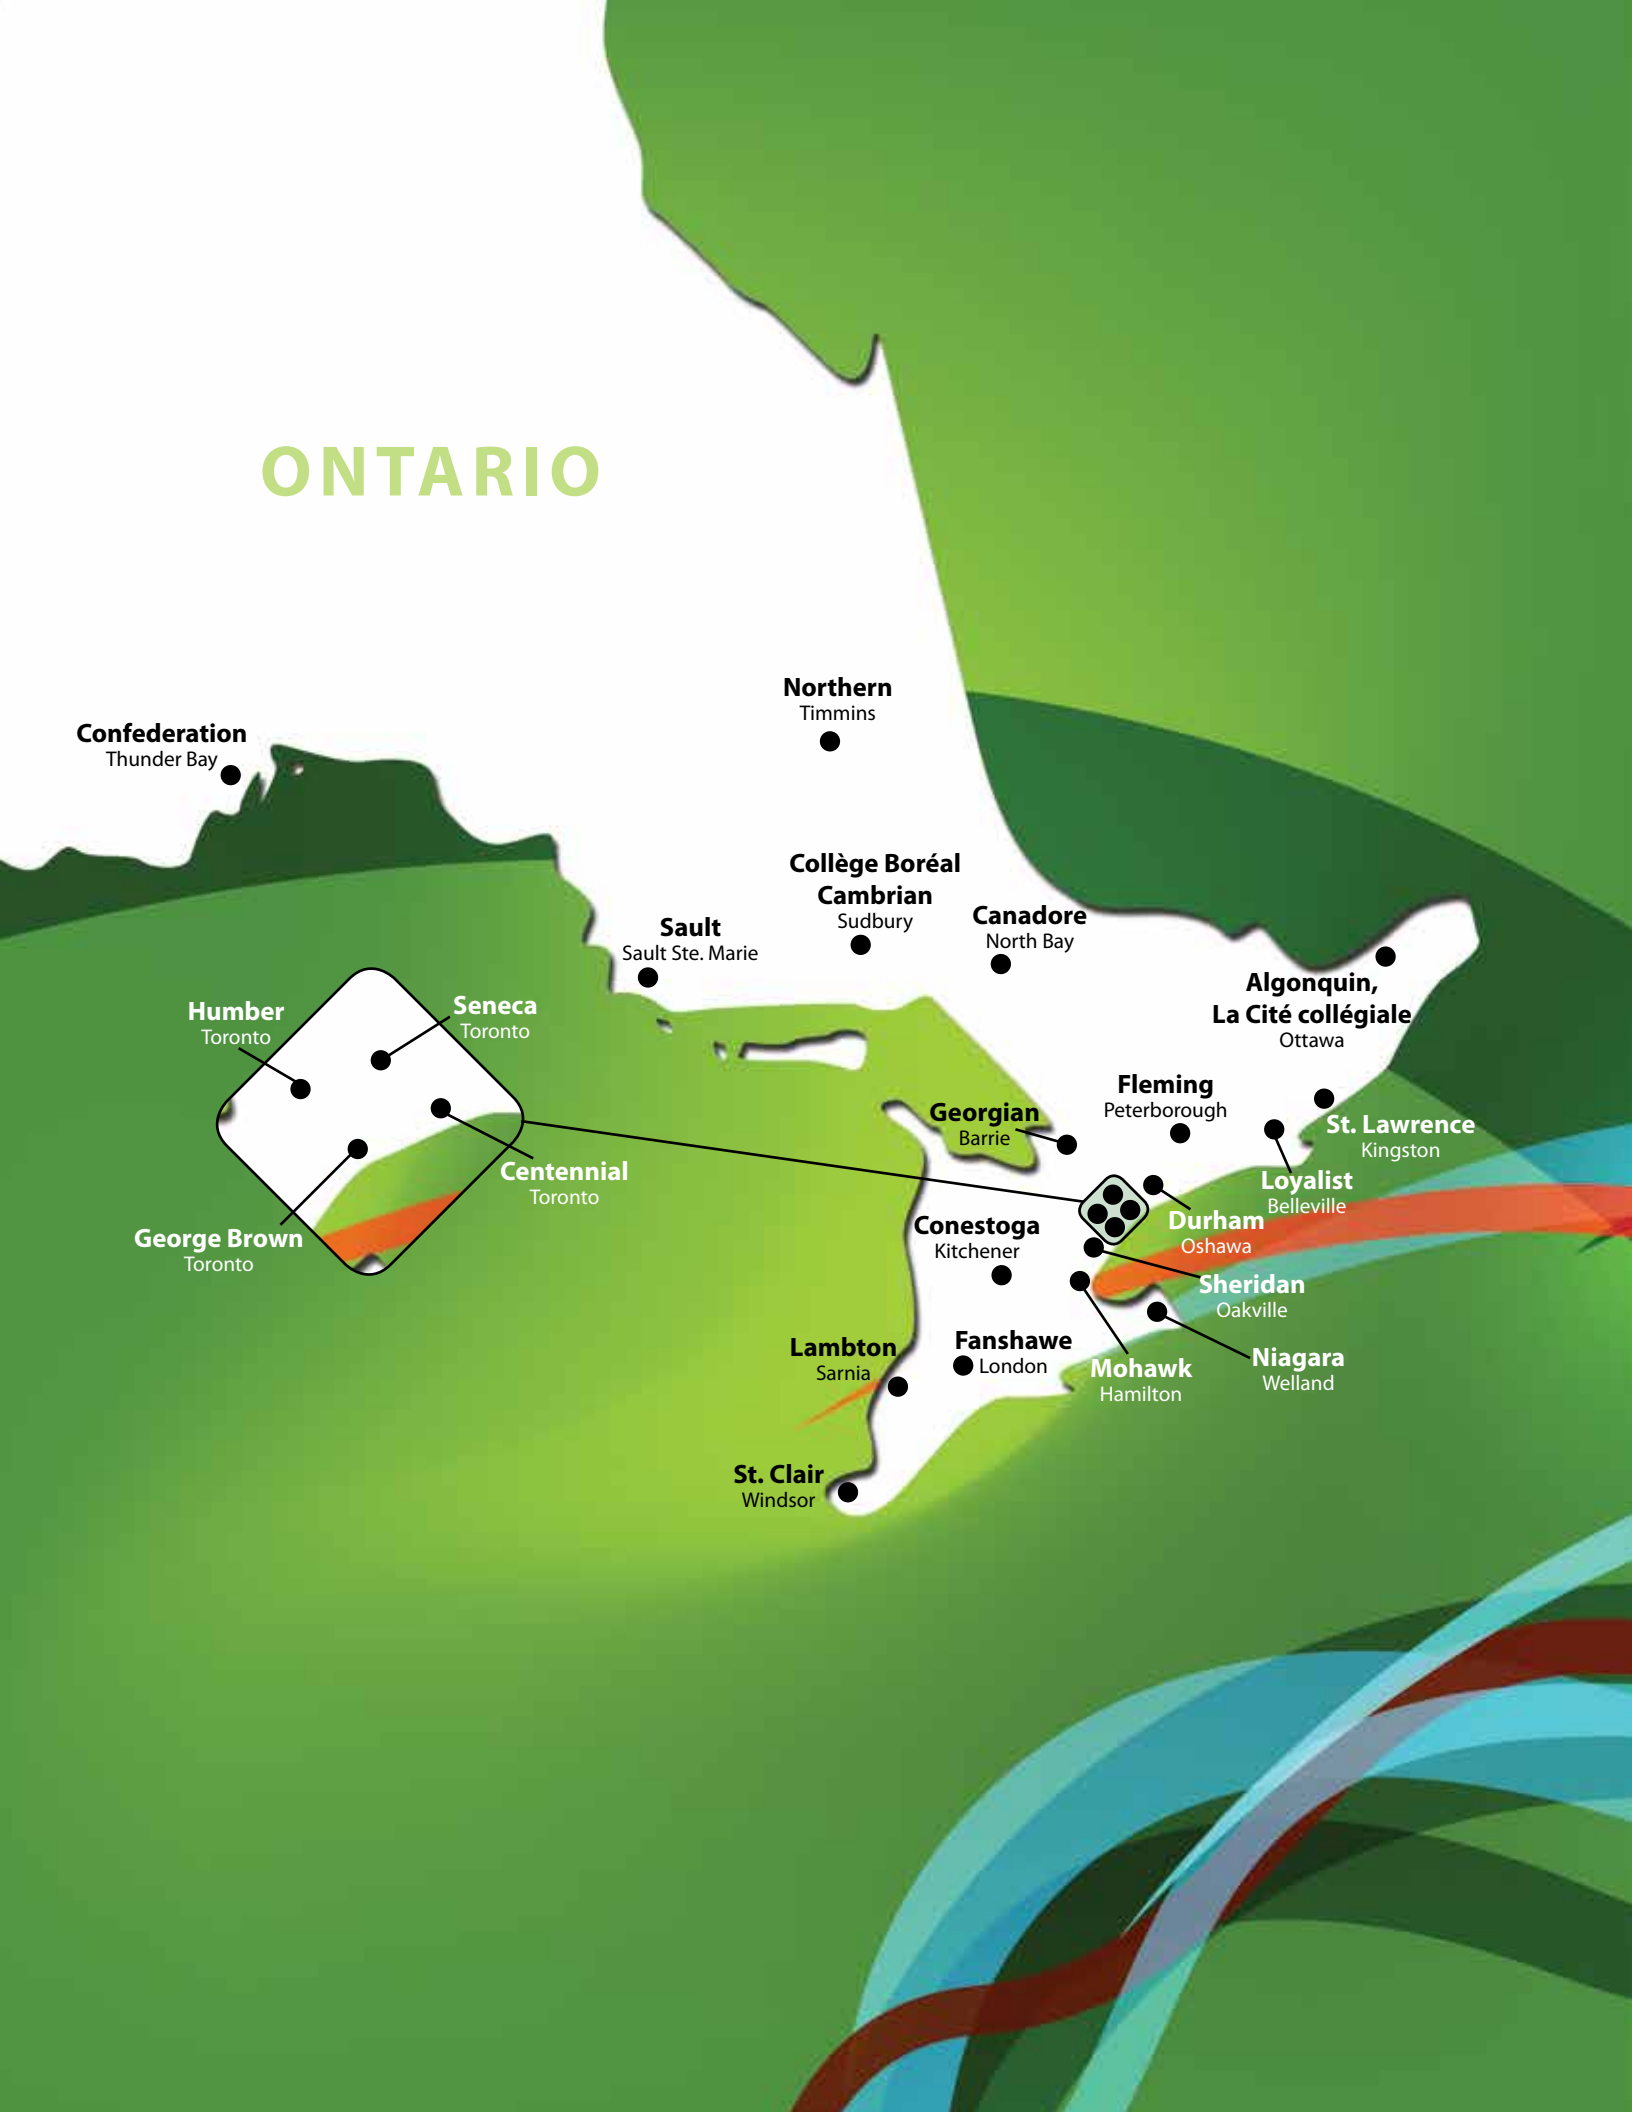 ONTARIO
Northern
Timmins
Confederation
Thunder Bay
Collège Boréal
Cambrian
Sudbury
Canadore
North Bay
Sault
Sault Ste. Marie
Algonquin,
La Cité collégiale
Ottawa
Humber
Toronto
Seneca
Toronto
Centennial
Toronto
George Brown
Toronto
Fleming
Peterborough
Georgian
Barrie
St. Lawrence
Kingston
Loyalist
Belleville
Durham
Oshawa
Conestoga
Kitchener
Sheridan
Oakville
Lambton
Sarnia
Fanshawe
London
Mohawk
Hamilton
Niagara
Welland
St. Clair
Windsor